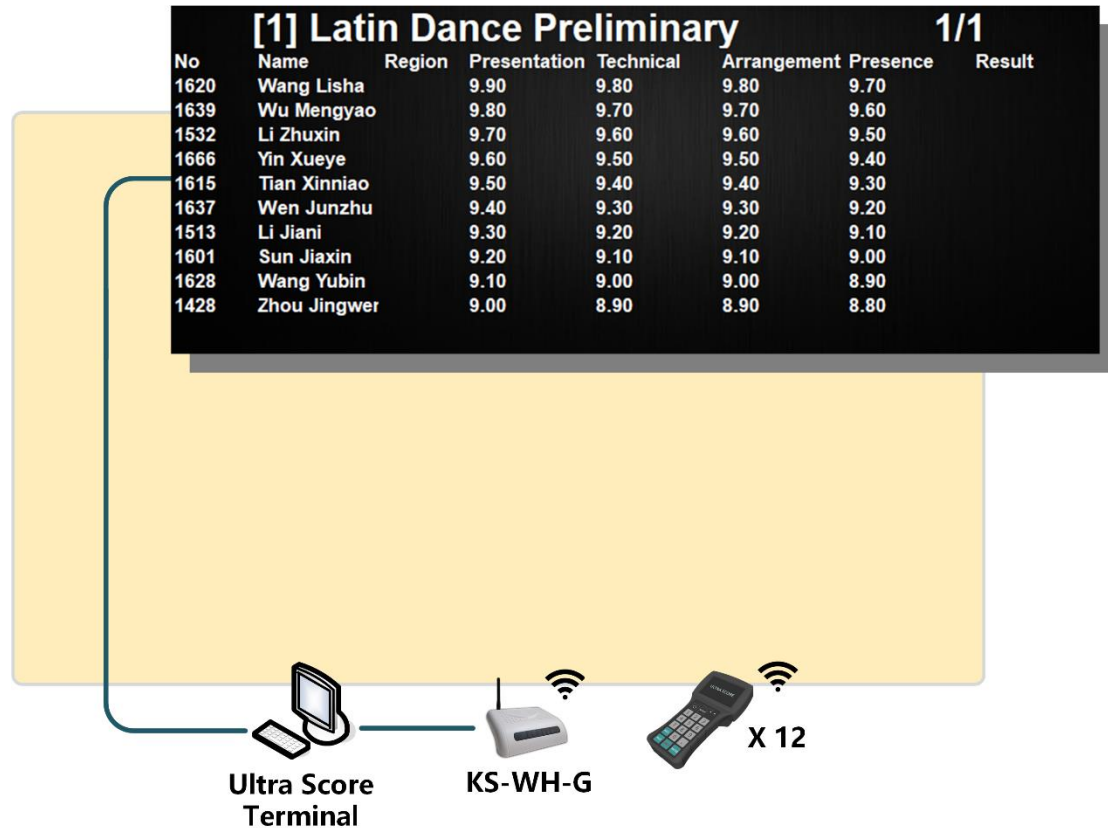 [1] Latin Dance Preliminary 1/1
No Name Region Presentation Technical Arrangement Presence Result
1620 Wang Lisha 9.90 9.80 9.80 9.70
1639 Wu Mengyao 9.80 9.70 9.70 9.60
1532 Li Zhuxin 9.70 9.60 9.60 9.50
1666 Yin Xueye 9.60 9.50 9.50 9.40
1615 Tian Xinniao 9.50 9.40 9.40 9.30
1637 Wen Junzhu 9.40 9.30 9.30 9.20
1513 Li Jiani 9.30 9.20 9.20 9.10
1601 Sun Jiaxin 9.20 9.10 9.10 9.00
1628 Wang Yubin 9.10 9.00 9.00 8.90
1428 Zhou Jingwer 9.00 8.90 8.90 8.80
ULTRA SCORE
X 12
Ultra Score
Terminal
KS-WH-G